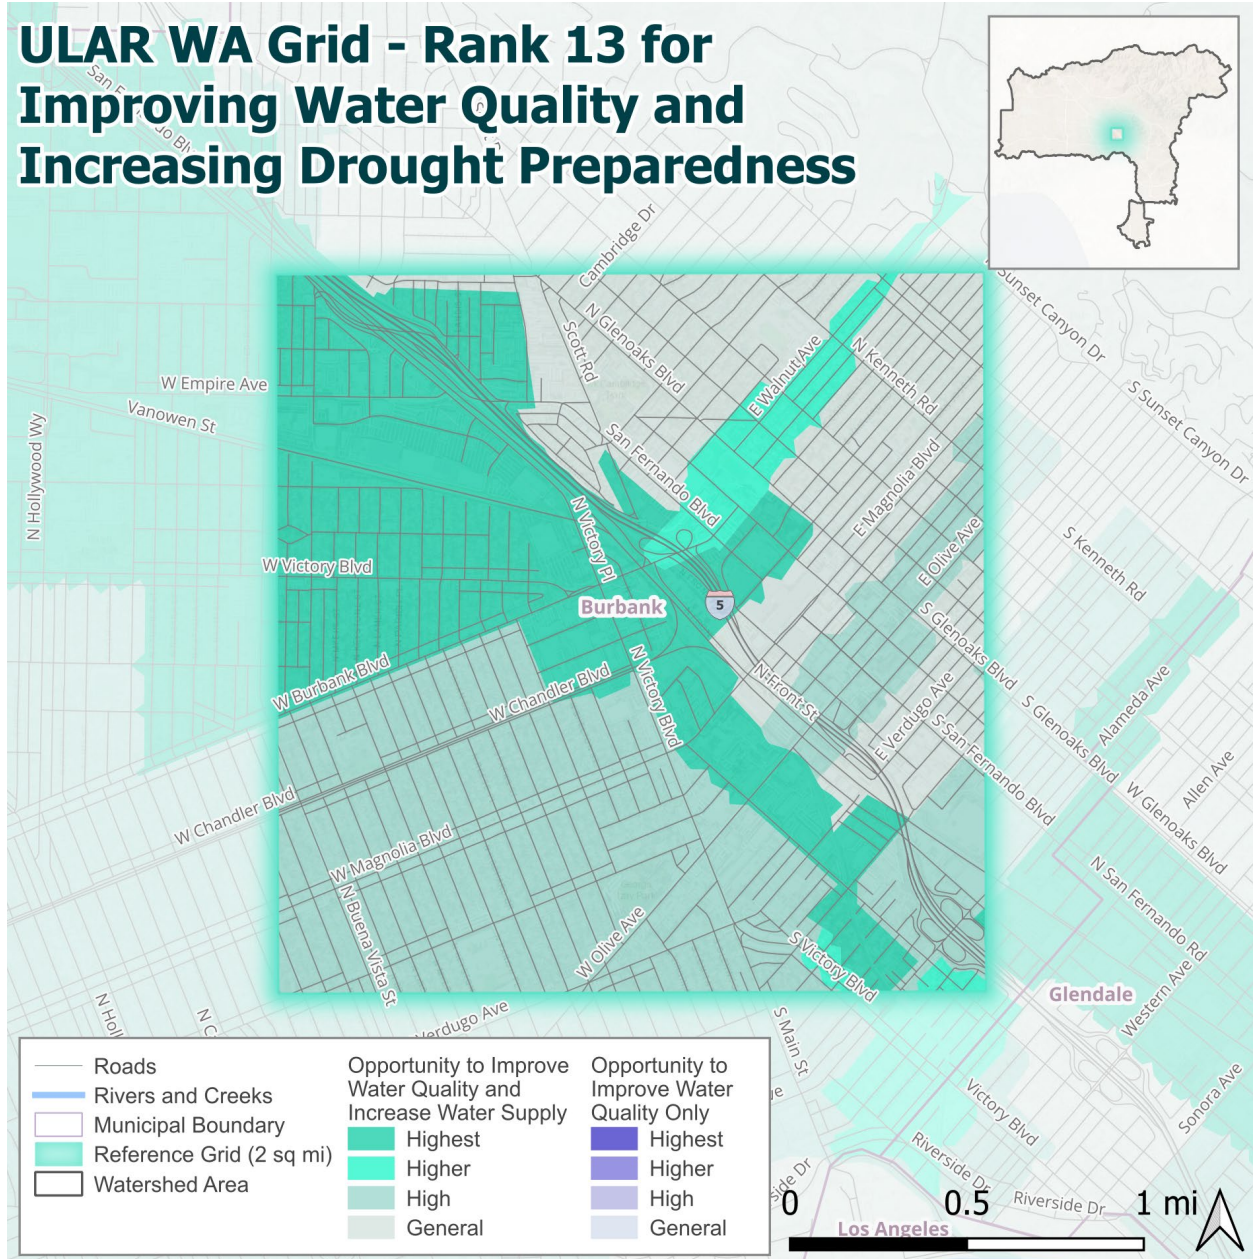 ULAR WA Grid - Rank 13 for
Improving Water Quality and
Increasing Drought Preparedness
Cambridge Dr
N Sunset Canyon Dr
S Sunset Canyon Dr
N Glenoaks Blvd
Scott Rd
E Walnut Ave
N Kenneth Rd
W Empire Ave
Vanowen St
N Hollywood Wy
San Fernando Blvd
E Magnolia Blvd
N Victory Pl
E Olive Ave
S Kenneth Rd
W Victory Blvd
Burbank
5
S Glenoaks Blvd
W Burbank Blvd
W Chandler Blvd
N Victory Blvd
N Front St
E Verdugo Ave
S San Fernando Blvd
S Glenoaks Blvd
Alameda Ave
Allen Ave
W Glenoaks Blvd
W Chandler Blvd
W Magnolia Blvd
N Buena Vista St
W Olive Ave
S Victory Blvd
N San Fernando Rd
Western Ave
Glendale
Verdugo Ave
S Main St
Victory Blvd
Sonora Ave
Riverside Dr
Riverside Dr
Los Angeles
Roads
Rivers and Creeks
Municipal Boundary
Reference Grid (2 sq mi)
Watershed Area
Opportunity to Improve
Water Quality and
Increase Water Supply
Highest
Higher
High
General
Opportunity to
Improve Water
Quality Only
Highest
Higher
High
General
0 0.5 1 mi